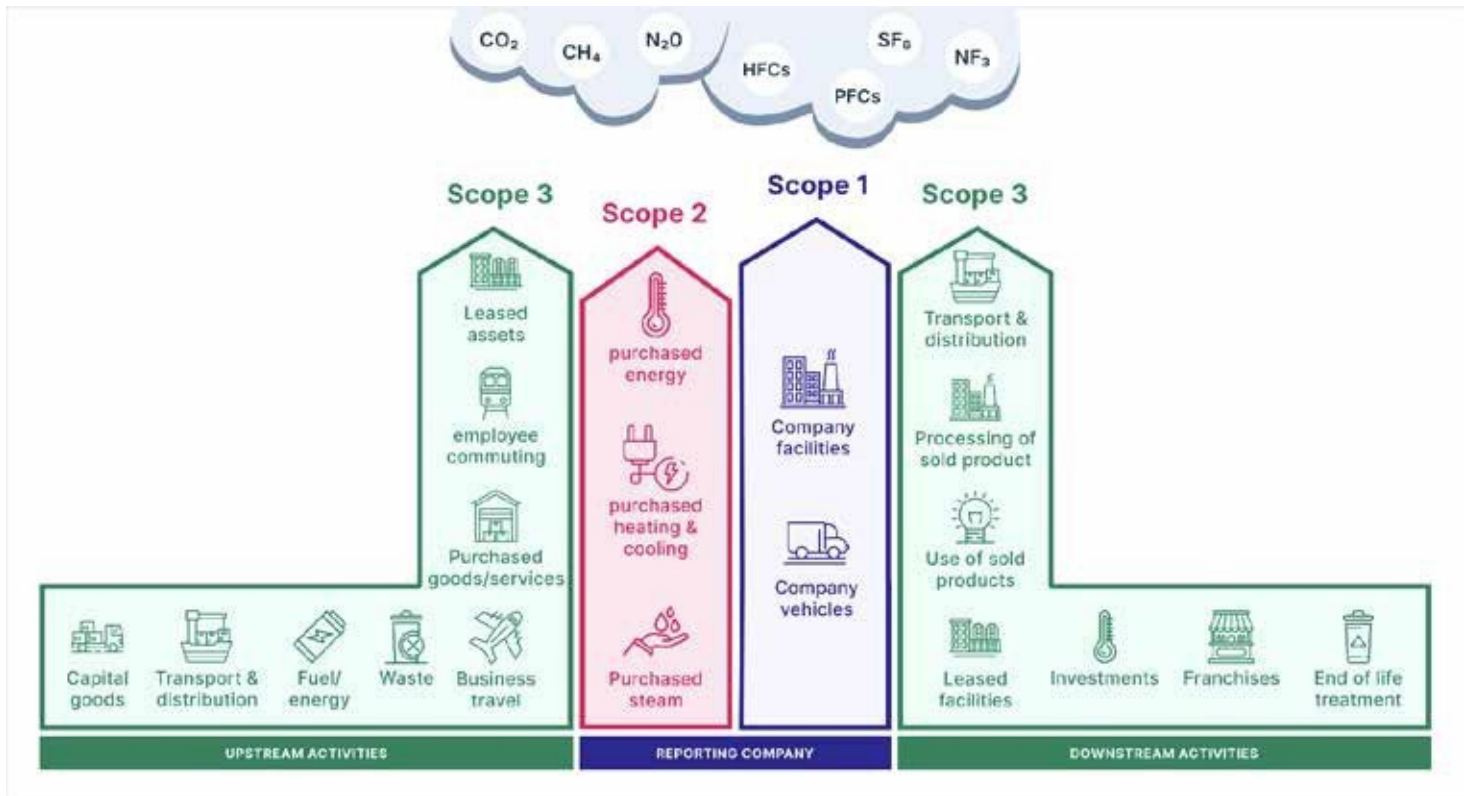 CO₂
CH₄
N₂O
HFCs
PFCs
SF₆
NF₃
Scope 3
Scope 2
Scope 1
Scope 3
Leased
assets
employee
commuting
Purchased
goods/services
Capital
goods
Transport &
distribution
Fuel/
energy
Waste
Business
travel
purchased
energy
purchased
heating &
cooling
Purchased
steam
Company
facilities
Company
vehicles
Transport &
distribution
Processing of
sold product
Use of sold
products
Leased
facilities
Investments
Franchises
End of life
treatment
UPSTREAM ACTIVITIES
REPORTING COMPANY
DOWNSTREAM ACTIVITIES